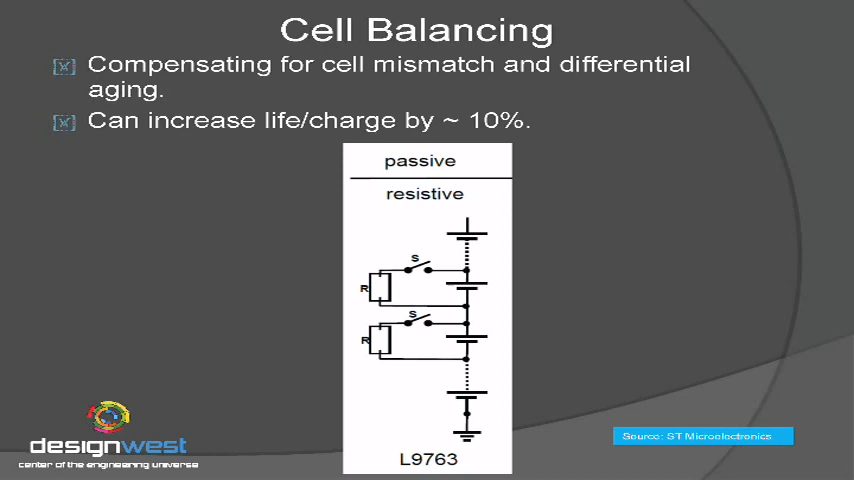 Cell Balancing
Compensating for cell mismatch and differential
aging.
Can increase life/charge by ~ 10%.
passive
resistive
S
R
S
R
L9763
designwest
center of the engineering universe
Source: ST Microelectronics